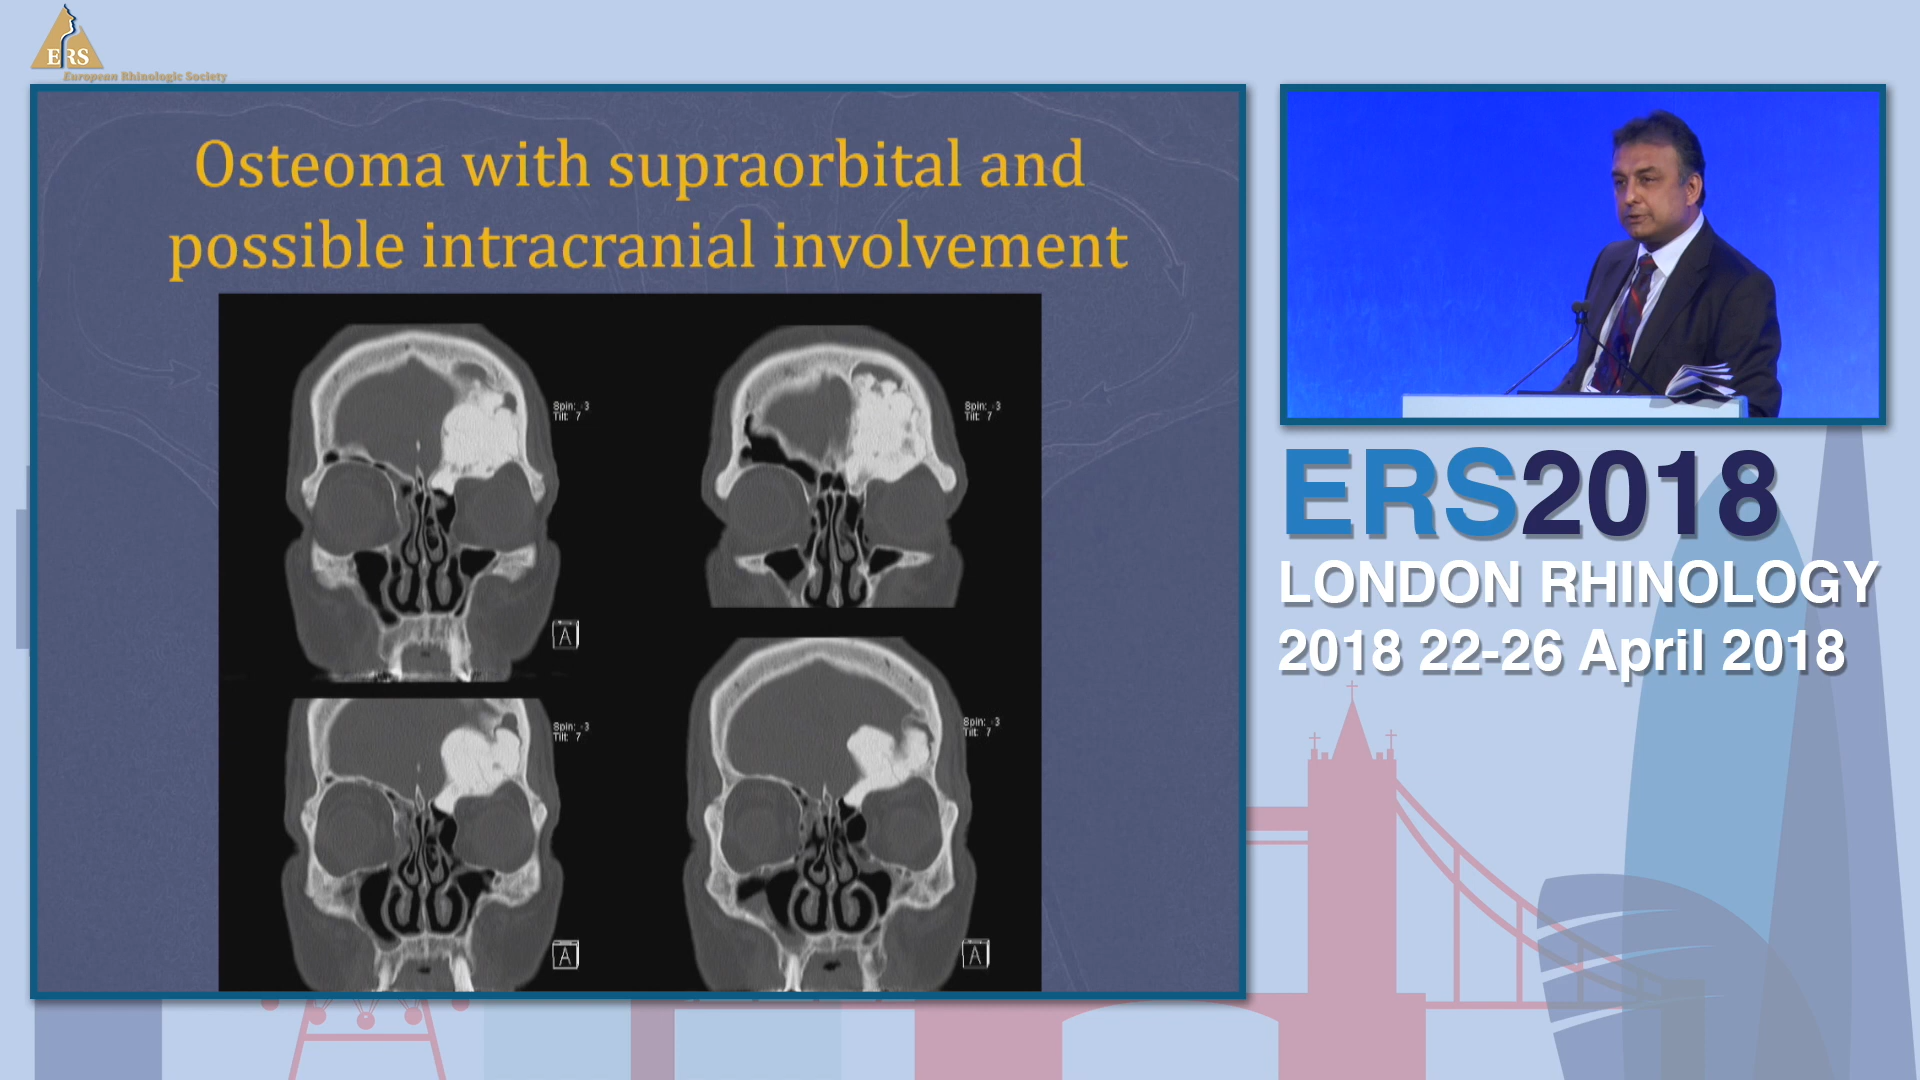 ERS
European Rhinologic Society
Osteoma with supraorbital and
possible intracranial involvement
Spin: -3
Tilt: 7
Spin: -3
Tilt: 7
A
Spin: -3
Tilt: 7
Spin: -3
Tilt: 7
A
A
ERS2018
LONDON RHINOLOGY
2018 22-26 April 2018